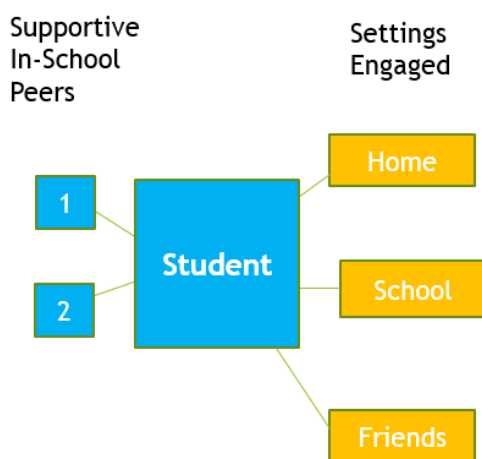 Supportive
In-School
Peers
Settings
Engaged
Home
1
Student
School
2
Friends